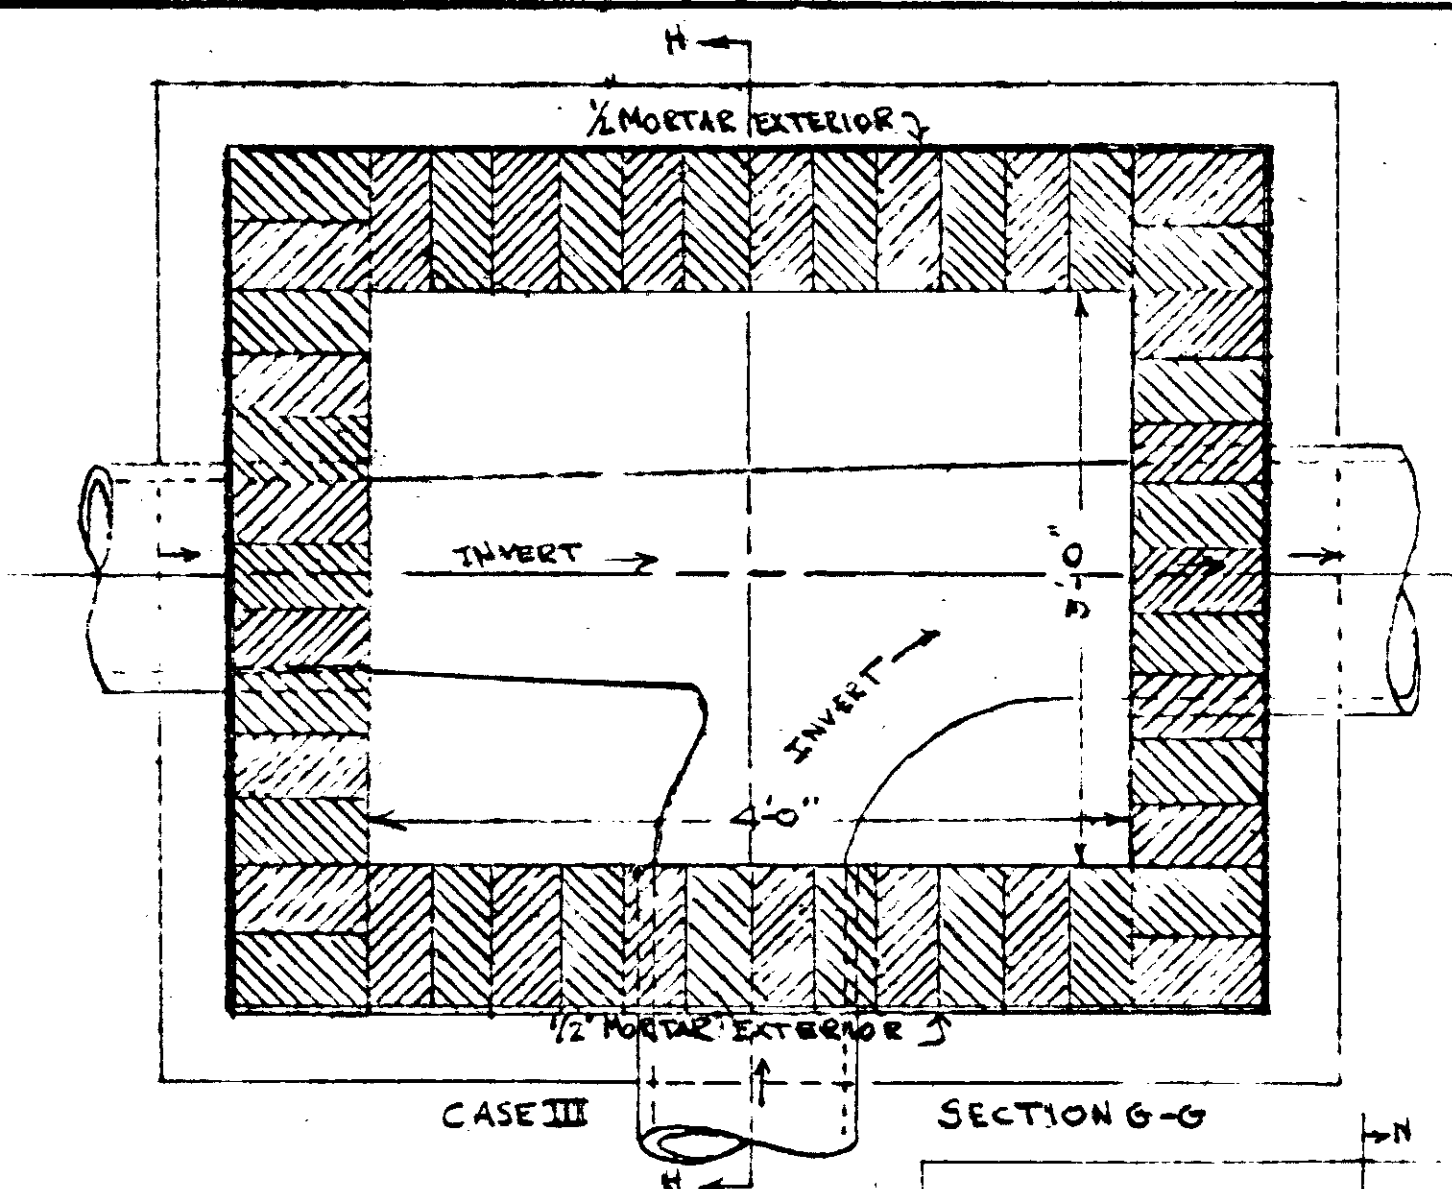 H
1/2 MORTAR EXTERIOR
INVERT
3'-0"
INVERT
4'-0"
1/2" MORTAR EXTERIOR
CASE III
SECTION G-G
N
H